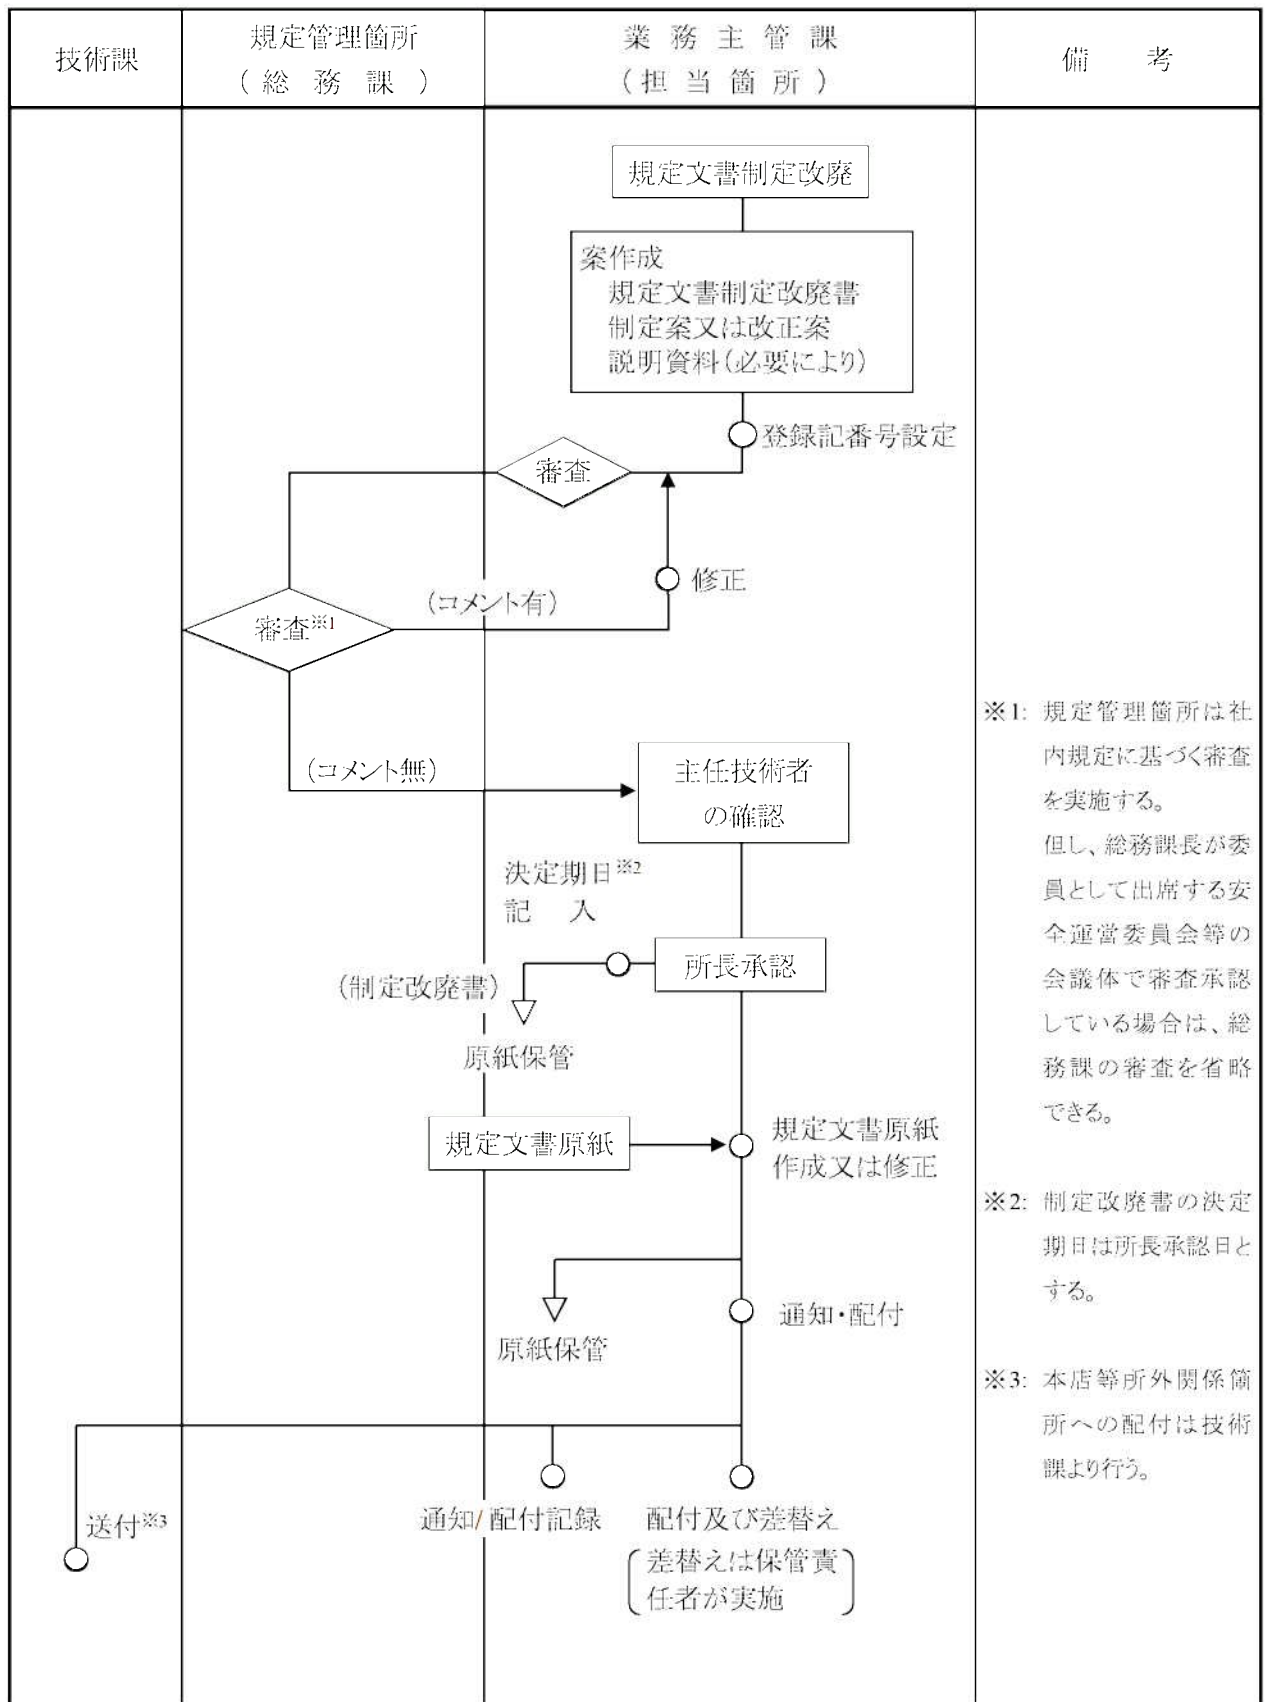 技術課
規定管理箇所
（総務課）
業務主管課
（担当箇所）
備考
規定文書制定改廃
案作成
規定文書制定改廃書
制定案又は改正案
説明資料（必要により）
登録記番号設定
審査
修正
（コメント有）
審査※1
（コメント無）
主任技術者
の確認
決定期日※2
記入
所長承認
（制定改廃書）
原紙保管
規定文書原紙
規定文書原紙
作成又は修正
原紙保管
通知・配付
送付※3
通知/配付記録
配付及び差替え
差替えは保管責
任者が実施
※1: 規定管理箇所は社
内規定に基づく審査
を実施する。
但し、総務課長が委
員として出席する安
全運営委員会等の
会議体で審査承認
している場合は、総
務課の審査を省略
できる。
※2: 制定改廃書の決定
期日は所長承認日と
する。
※3: 本店等所外関係箇
所への配付は技術
課より行う。